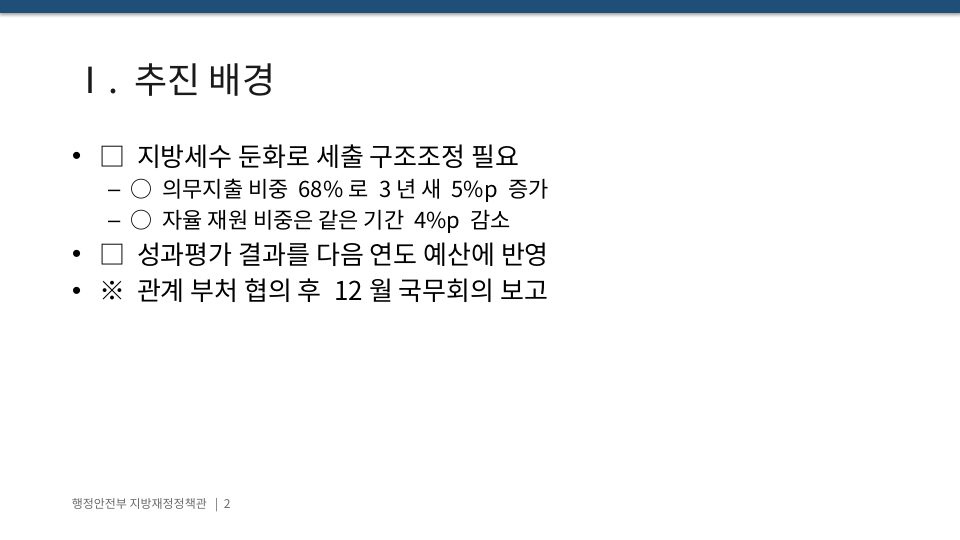 Ⅰ. 추진 배경
• □ 지방세수 둔화로 세출 구조조정 필요
– ○ 의무지출 비중 68%로 3년 새 5%p 증가
– ○ 자율 재원 비중은 같은 기간 4%p 감소
• □ 성과평가 결과를 다음 연도 예산에 반영
• ※ 관계 부처 협의 후 12월 국무회의 보고
행정안전부 지방재정정책관 | 2